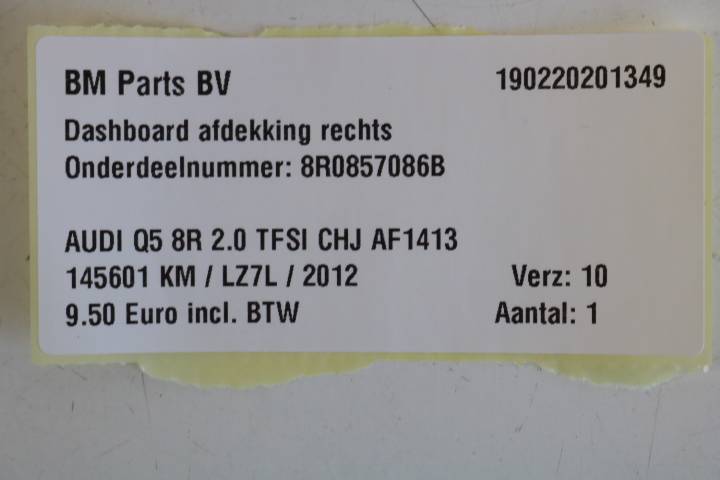 BM Parts BV 190220201349
Dashboard afdekking rechts
Onderdeelnummer: 8R0857086B
AUDI Q5 8R 2.0 TFSI CHJ AF1413
145601 KM / LZ7L / 2012 Verz: 10
9.50 Euro incl. BTW Aantal: 1